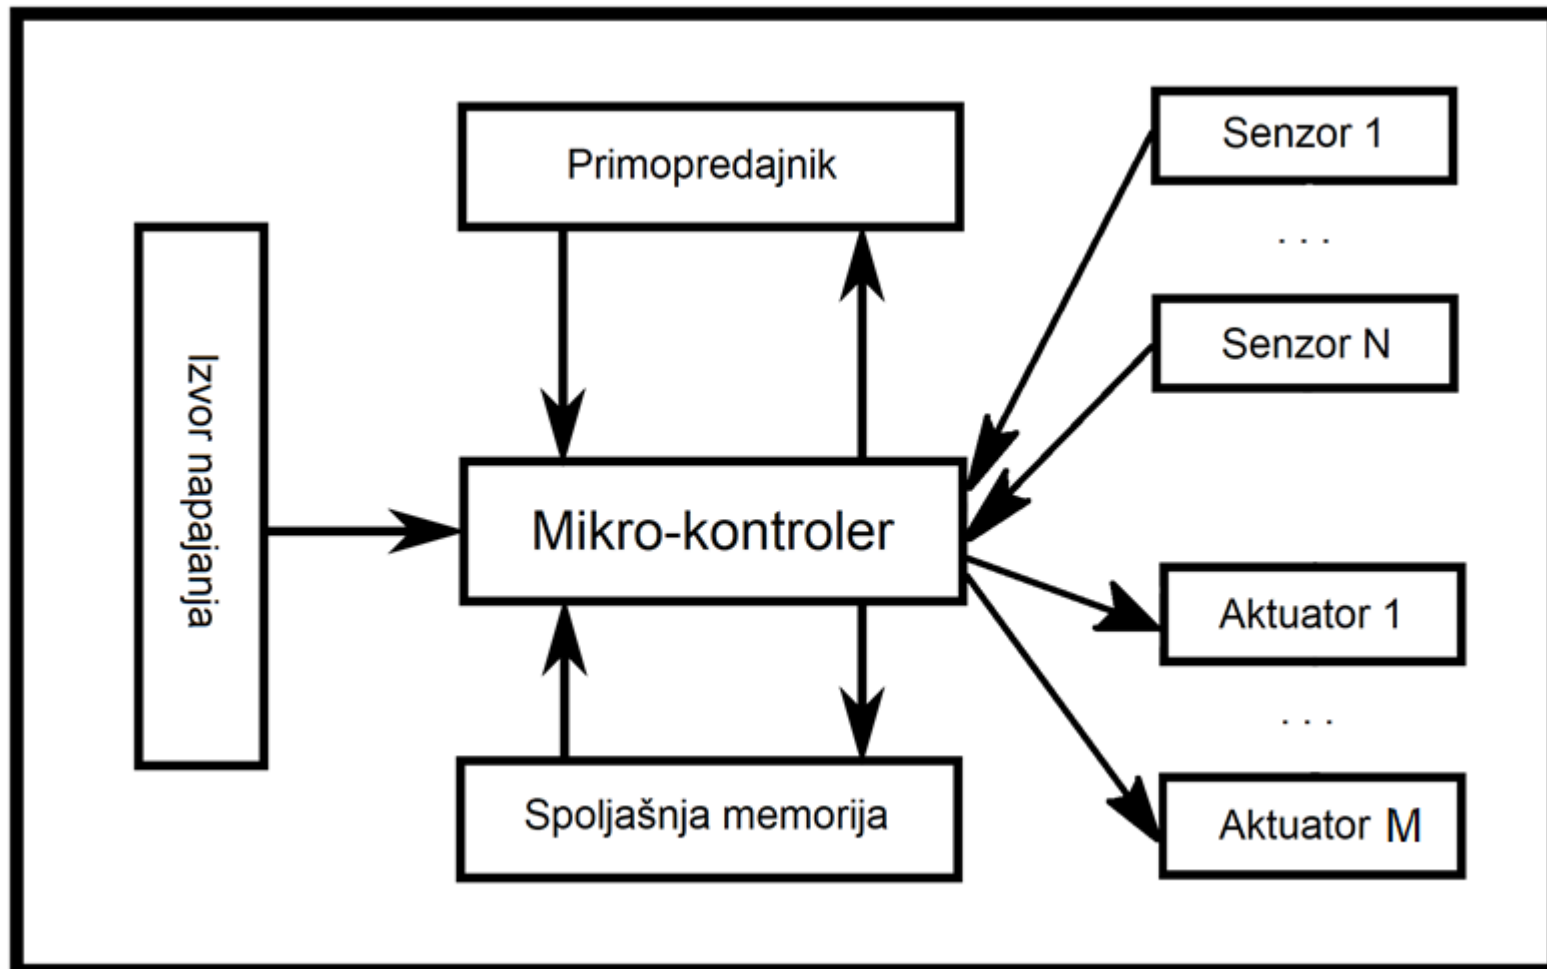 Primopredajnik
Senzor 1
. . .
Senzor N
Izvor napajanja
Mikro-kontroler
Aktuator 1
. . .
Aktuator M
Spoljašnja memorija